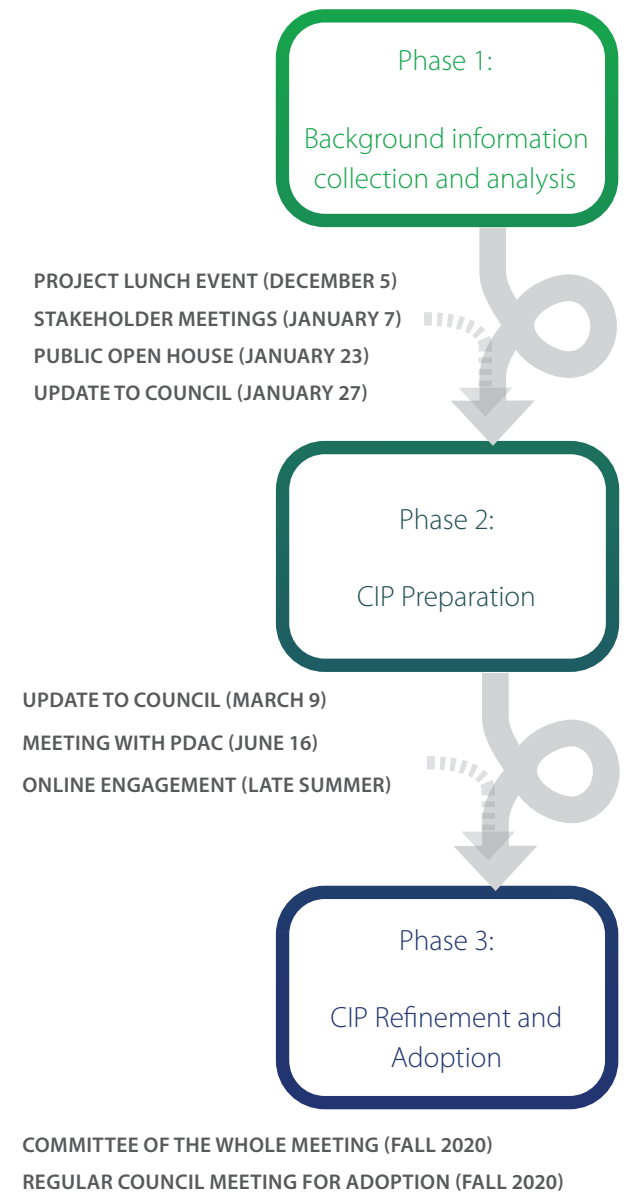 Phase 1:
Background information
collection and analysis
PROJECT LUNCH EVENT (DECEMBER 5)
STAKEHOLDER MEETINGS (JANUARY 7)
PUBLIC OPEN HOUSE (JANUARY 23)
UPDATE TO COUNCIL (JANUARY 27)
Phase 2:
CIP Preparation
UPDATE TO COUNCIL (MARCH 9)
MEETING WITH PDAC (JUNE 16)
ONLINE ENGAGEMENT (LATE SUMMER)
Phase 3:
CIP Refinement and
Adoption
COMMITTEE OF THE WHOLE MEETING (FALL 2020)
REGULAR COUNCIL MEETING FOR ADOPTION (FALL 2020)